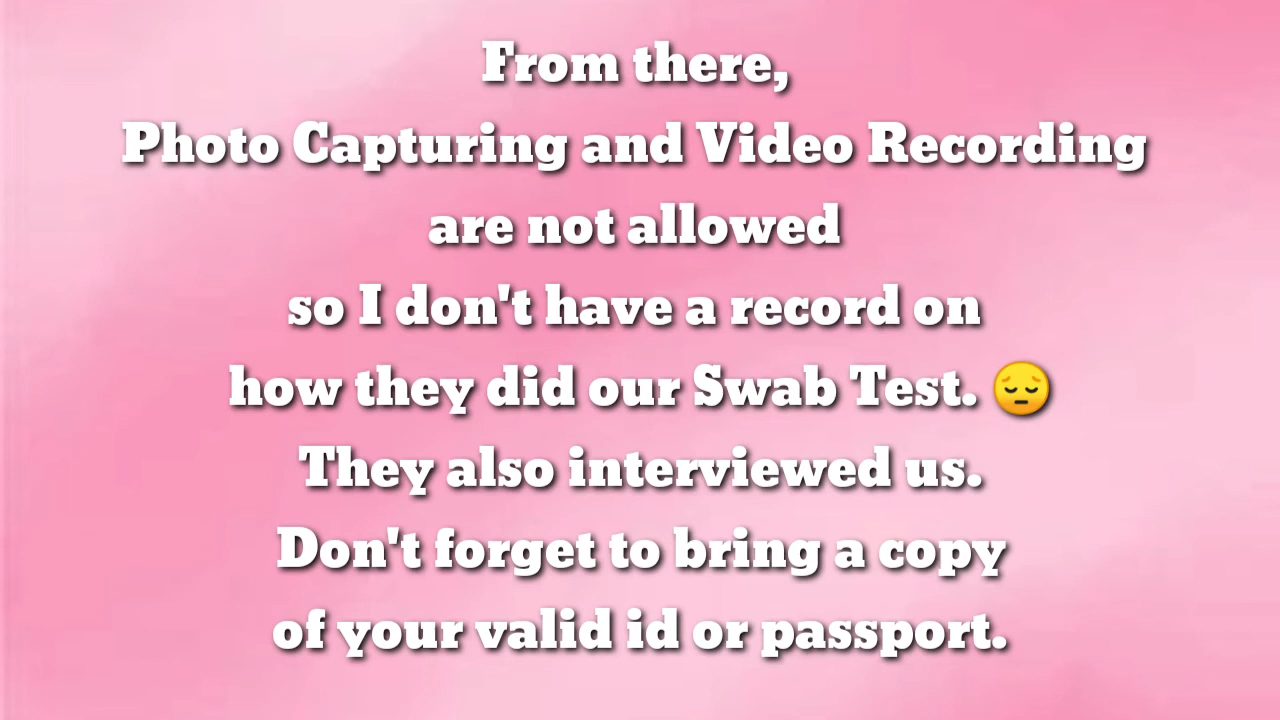 From there,
Photo Capturing and Video Recording
are not allowed
so I don't have a record on
how they did our Swab Test. 😔
They also interviewed us.
Don't forget to bring a copy
of your valid id or passport.